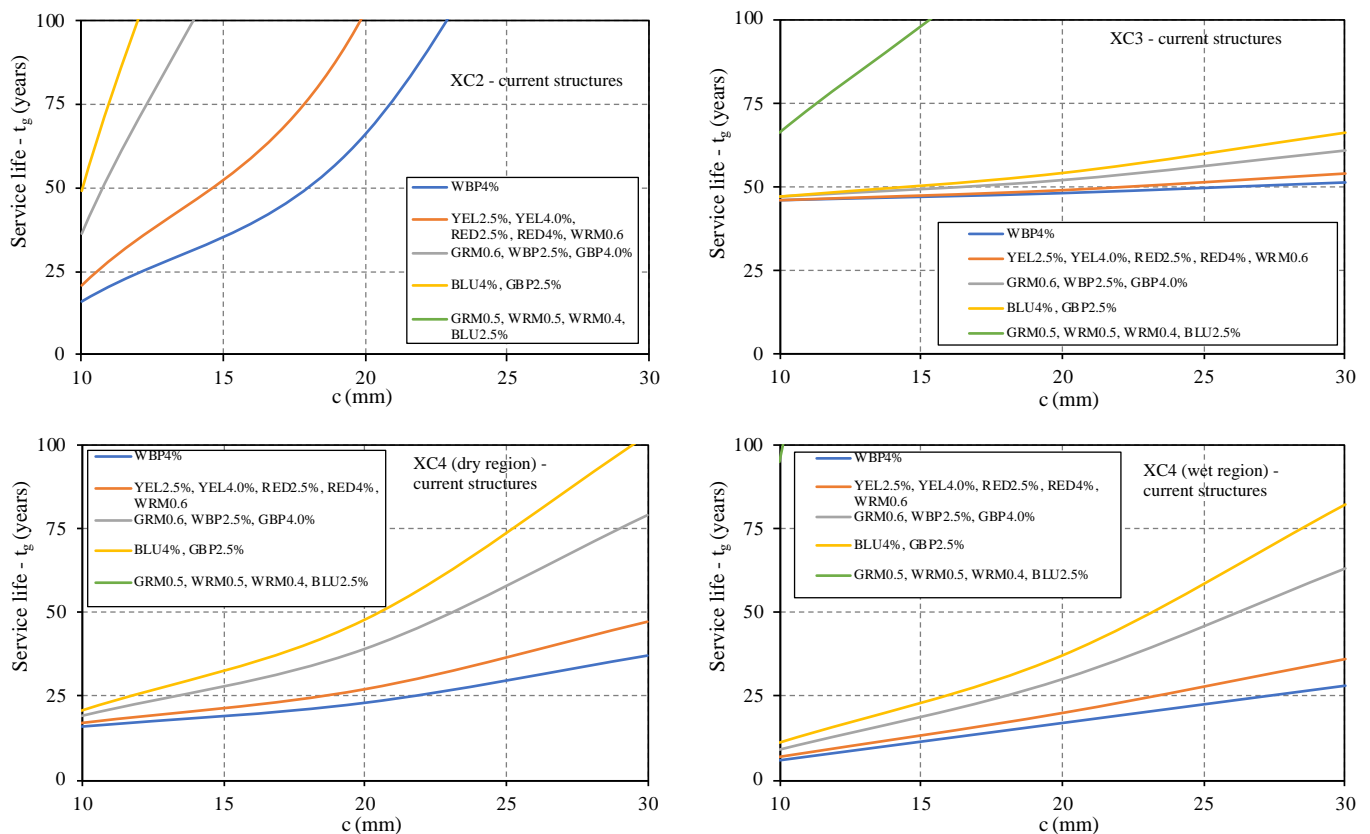 Service life - tg (years)
100
75
50
25
0
XC2 - current structures
WBP4%
YEL2.5%, YEL4.0%,
RED2.5%, RED4%, WRM0.6
GRM0.6, WBP2.5%, GBP4.0%
BLU4%, GBP2.5%
GRM0.5, WRM0.5, WRM0.4,
BLU2.5%
10 15 20 25 30
c (mm)
Service life - tg (years)
100
75
50
25
0
XC3 - current structures
WBP4%
YEL2.5%, YEL4.0%, RED2.5%, RED4%, WRM0.6
GRM0.6, WBP2.5%, GBP4.0%
BLU4%, GBP2.5%
GRM0.5, WRM0.5, WRM0.4, BLU2.5%
10 15 20 25 30
c (mm)
Service life - tg (years)
100
75
50
25
0
WBP4%
YEL2.5%, YEL4.0%, RED2.5%, RED4%,
WRM0.6
GRM0.6, WBP2.5%, GBP4.0%
BLU4%, GBP2.5%
GRM0.5, WRM0.5, WRM0.4, BLU2.5%
XC4 (dry region) -
current structures
10 15 20 25 30
c (mm)
Service life - tg (years)
100
75
50
25
0
WBP4%
YEL2.5%, YEL4.0%, RED2.5%, RED4%,
WRM0.6
GRM0.6, WBP2.5%, GBP4.0%
BLU4%, GBP2.5%
GRM0.5, WRM0.5, WRM0.4, BLU2.5%
XC4 (wet region) -
current structures
10 15 20 25 30
c (mm)